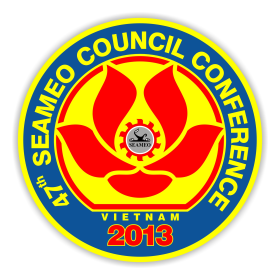 47th SEAMEO COUNCIL CONFERENCE
SEAMEO
VIETNAM
2013